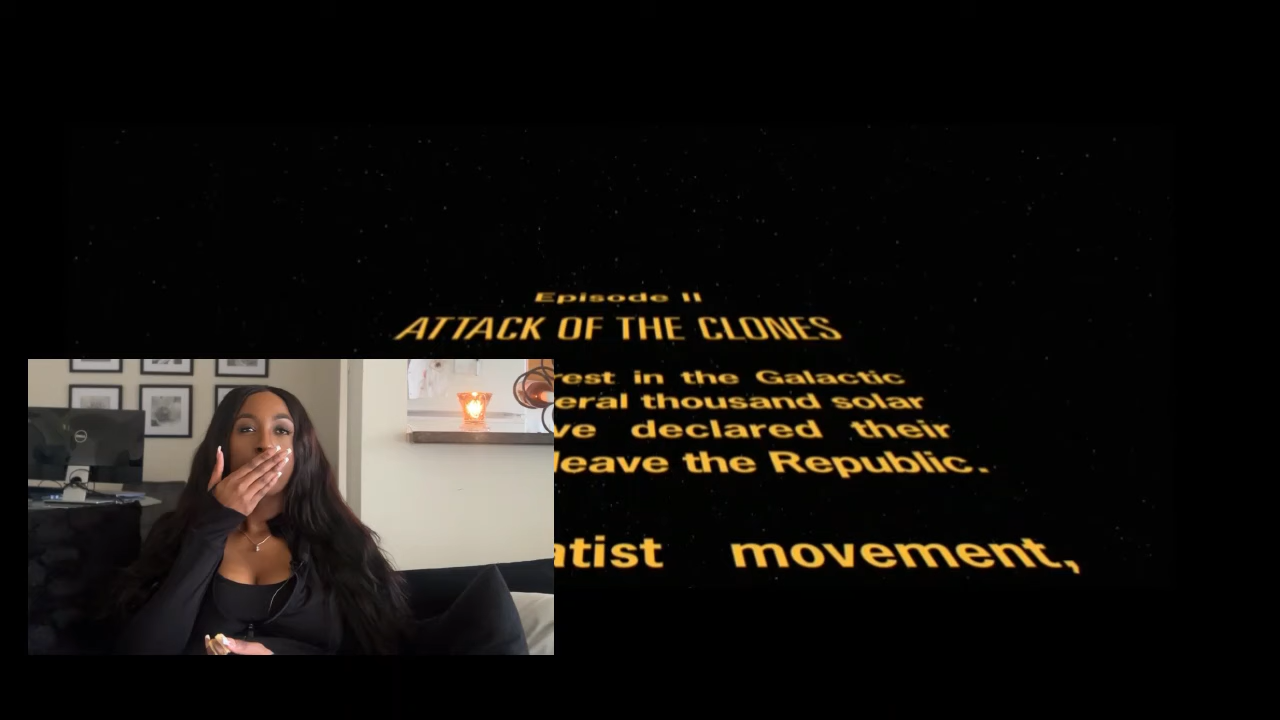 Episode II
ATTACK OF THE CLONES
rest in the Galactic
eral thousand solar
ve declared their
leave the Republic.
atist movement,
DELL